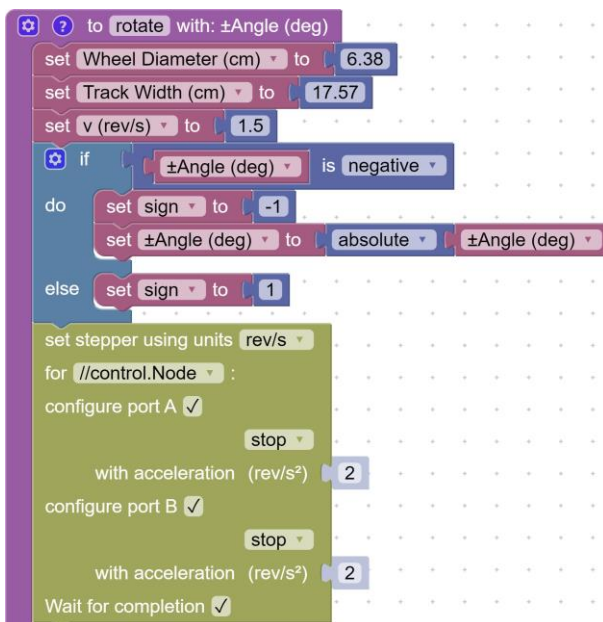 to rotate with: ±Angle (deg)
set Wheel Diameter (cm) to 6.38
set Track Width (cm) to 17.57
set v (rev/s) to 1.5
if ±Angle (deg) is negative
do set sign to -1
set ±Angle (deg) to absolute ±Angle (deg)
else set sign to 1
set stepper using units rev/s
for //control.Node :
configure port A
stop
with acceleration (rev/s²) 2
configure port B
stop
with acceleration (rev/s²) 2
Wait for completion